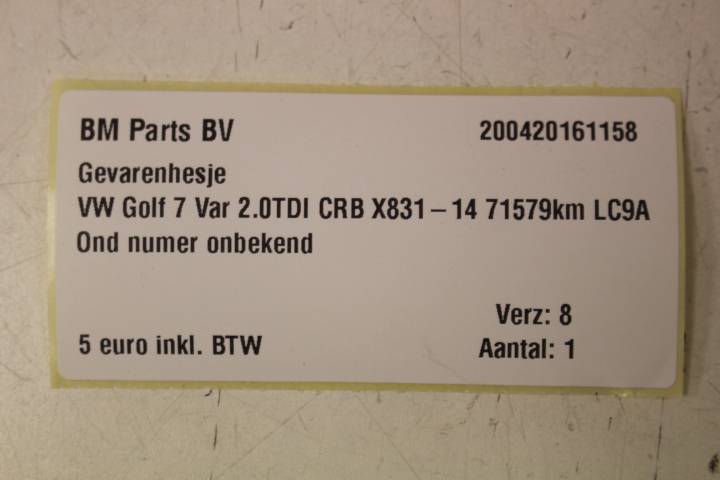 BM Parts BV 200420161158
Gevarenhesje
VW Golf 7 Var 2.0TDI CRB X831-14 71579km LC9A
Ond numer onbekend
Verz: 8
5 euro inkl. BTW Aantal: 1